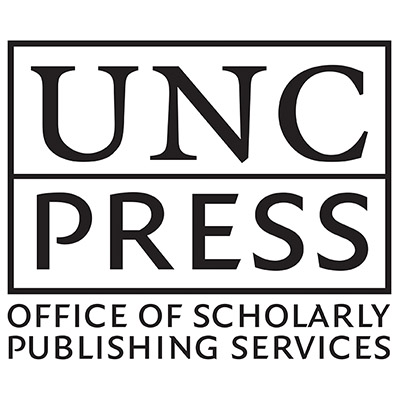 UNC
PRESS
OFFICE OF SCHOLARLY
PUBLISHING SERVICES